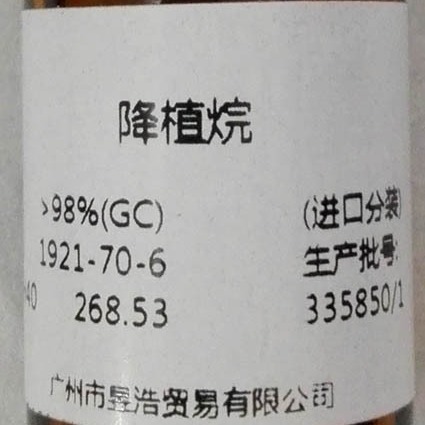 降植烷
>98%(GC) (进口分装)
1921-70-6 生产批号:
40 268.53 335850/1
广州市昱浩贸易有限公司